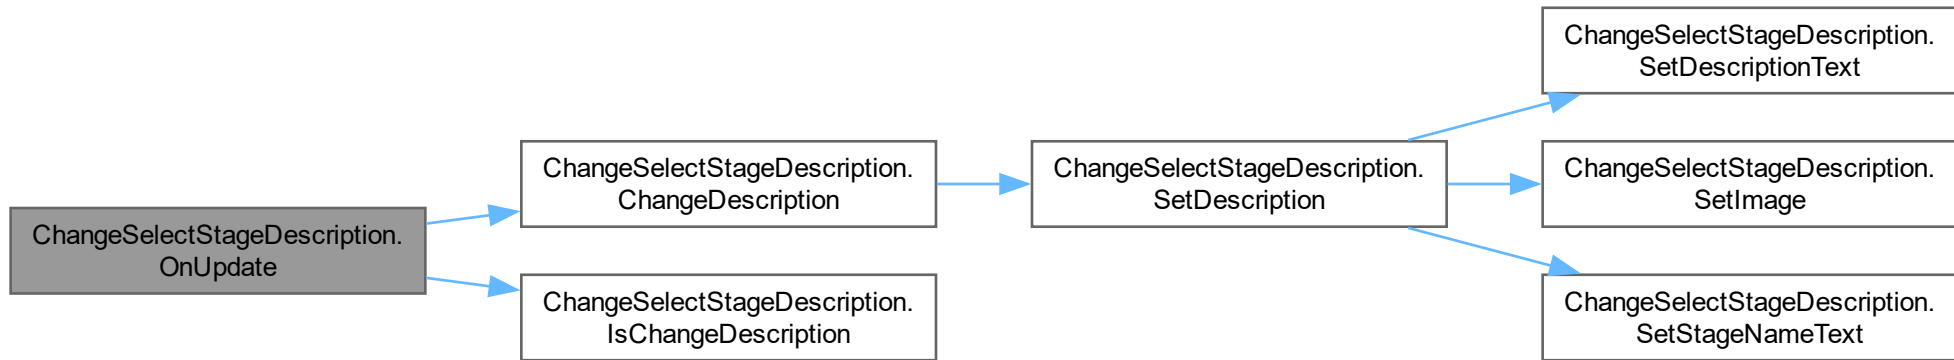 ChangeSelectStageDescription.
OnUpdate
ChangeSelectStageDescription.
ChangeDescription
ChangeSelectStageDescription.
IsChangeDescription
ChangeSelectStageDescription.
SetDescription
ChangeSelectStageDescription.
SetDescriptionText
ChangeSelectStageDescription.
SetImage
ChangeSelectStageDescription.
SetStageNameText